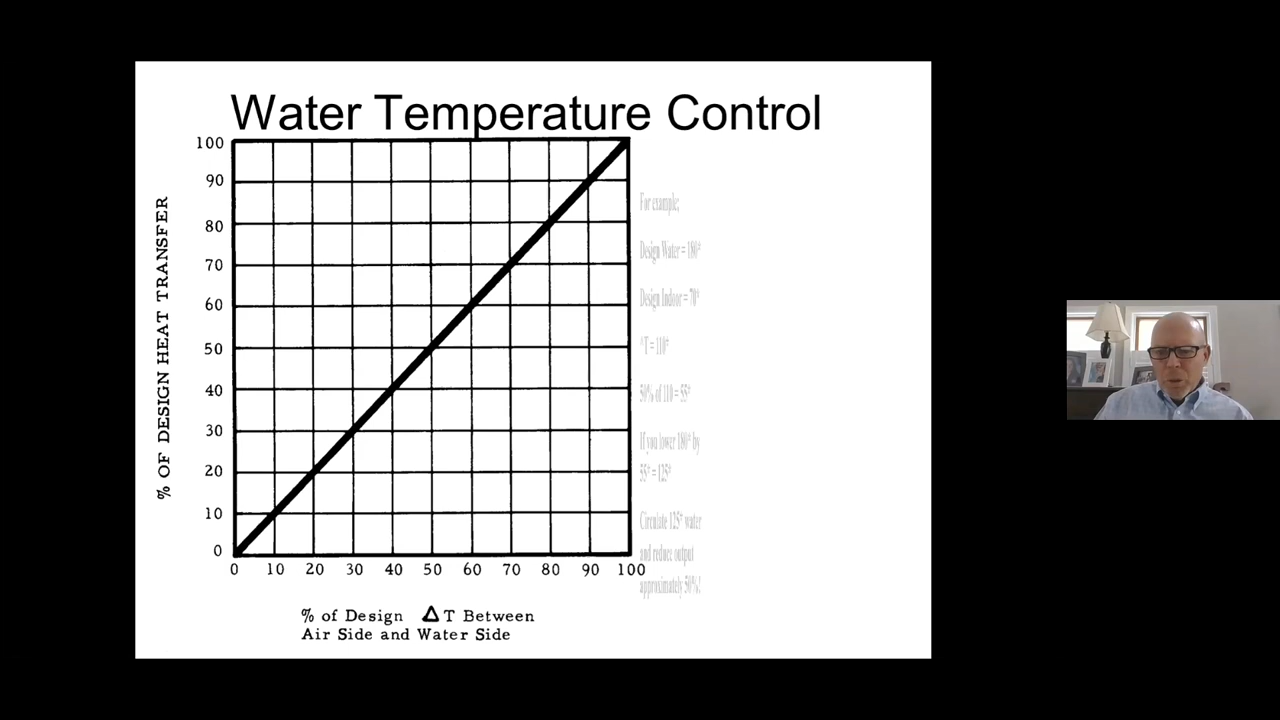 Water Temperature Control
100
90
80
70
60
50
40
30
20
10
0
% OF DESIGN HEAT TRANSFER
0 10 20 30 40 50 60 70 80 90 100
% of Design Δ T Between
Air Side and Water Side
For example;
Design Water = 180°
Design Indoor = 70°
^T = 110°
50% of 110 = 55°
If you lower 180° by
55° = 125°
Circulate 125° water
and reduce output
approximately 50%!